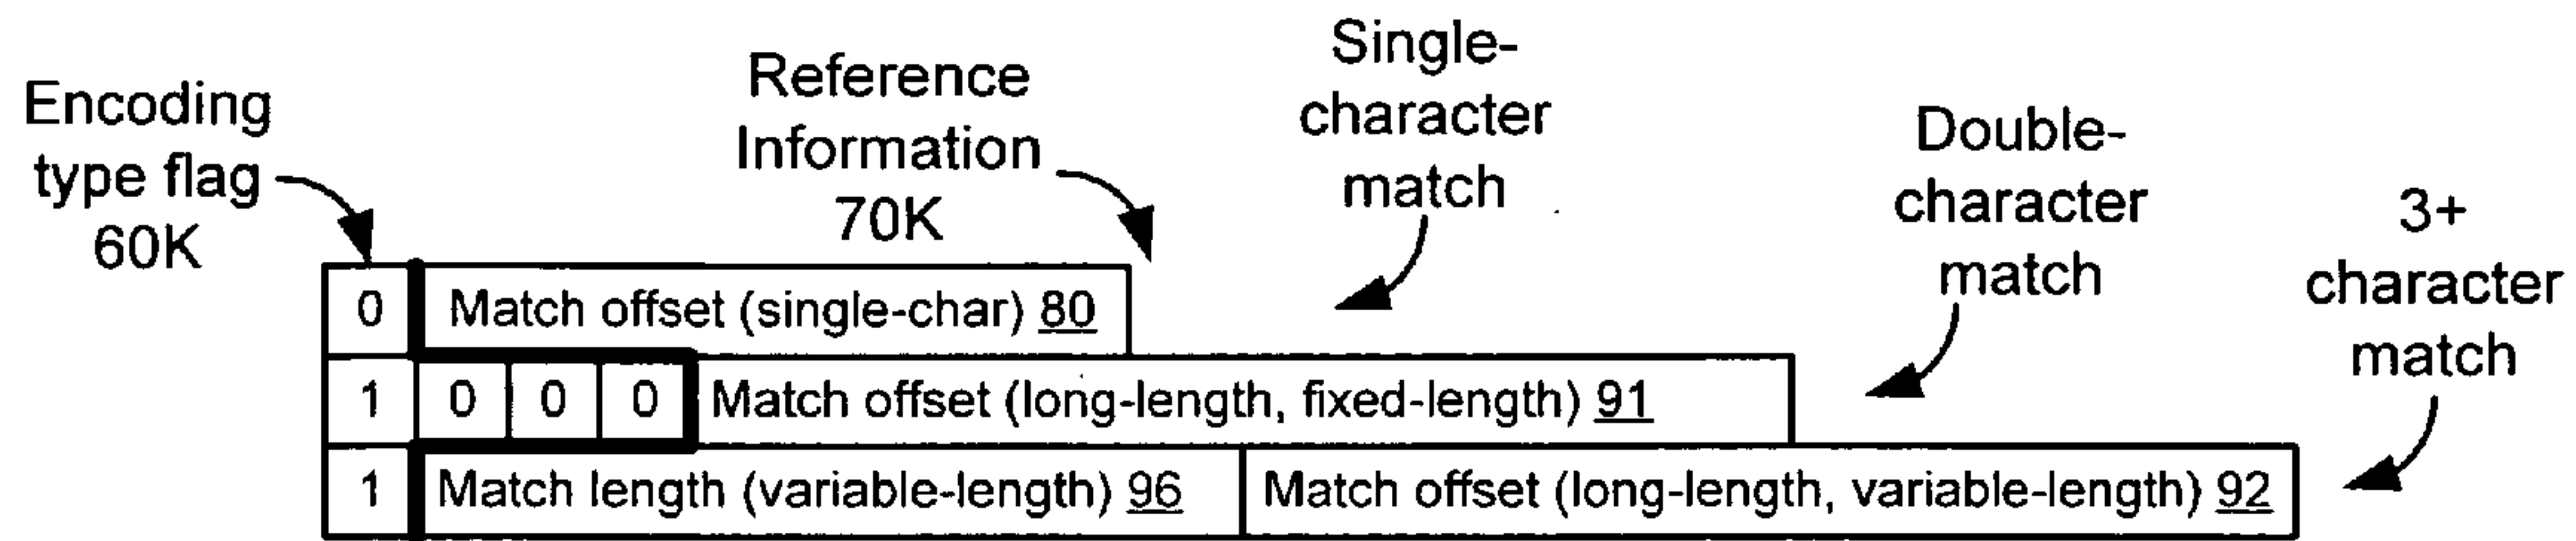 Encoding
type flag
60K
Reference
Information
70K
Single-
character
match
Double-
character
match
3+
character
match
0 Match offset (single-char) 80
1 0 0 0 Match offset (long-length, fixed-length) 91
1 Match length (variable-length) 96 Match offset (long-length, variable-length) 92